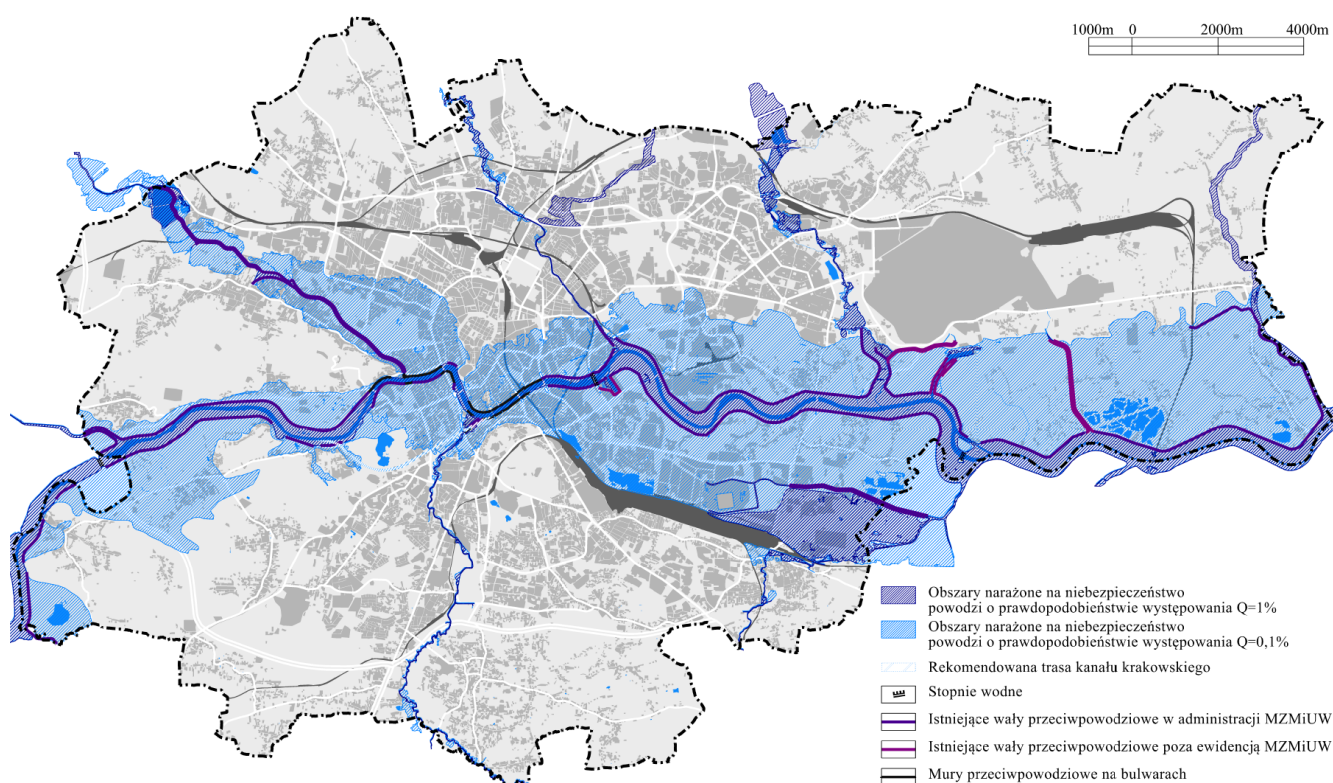 1000m 0 2000m 4000m
Obszary narażone na niebezpieczeństwo
powodzi o prawdopodobieństwie występowania Q=1%
Obszary narażone na niebezpieczeństwo
powodzi o prawdopodobieństwie występowania Q=0,1%
Rekomendowana trasa kanału krakowskiego
Stopnie wodne
Istniejące wały przeciwpowodziowe w administracji MZMiUW
Istniejące wały przeciwpowodziowe poza ewidencją MZMiUW
Mury przeciwpowodziowe na bulwarach